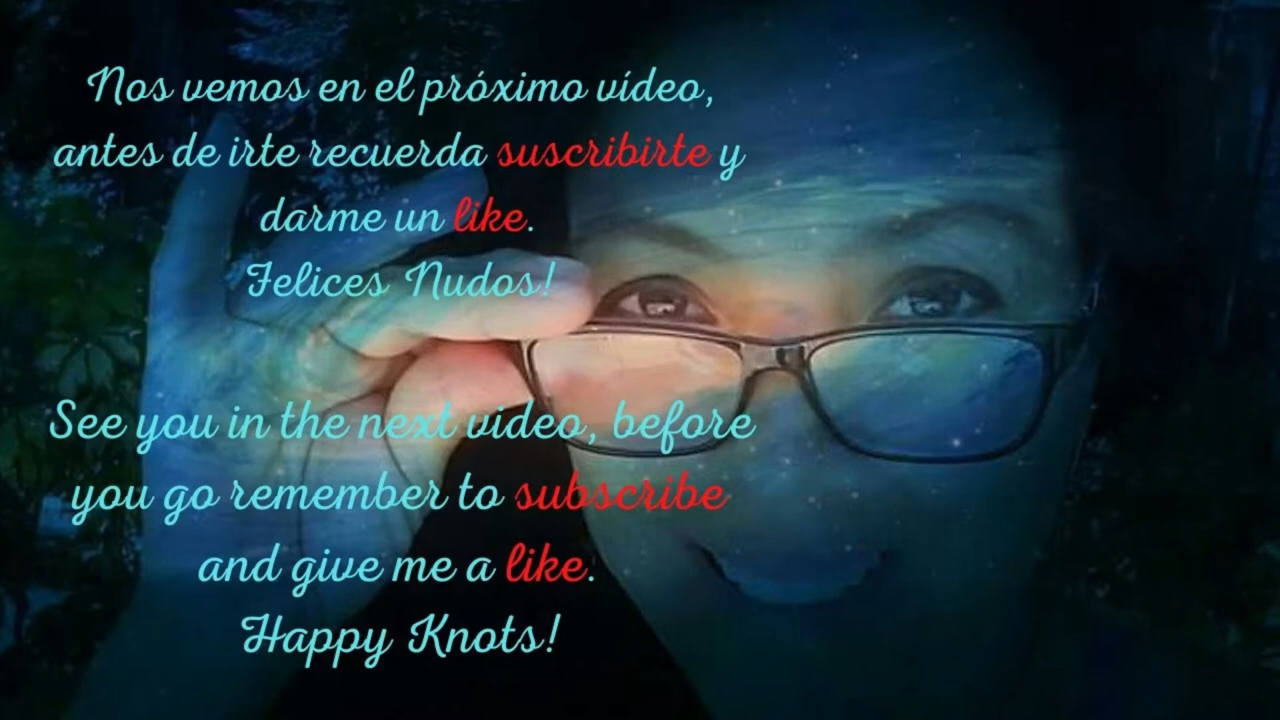 Nos vemos en el próximo vídeo,
antes de irte recuerda suscribirte y
darme un like.
Felices Nudos!
See you in the next video, before
you go remember to subscribe
and give me a like.
Happy Knots!